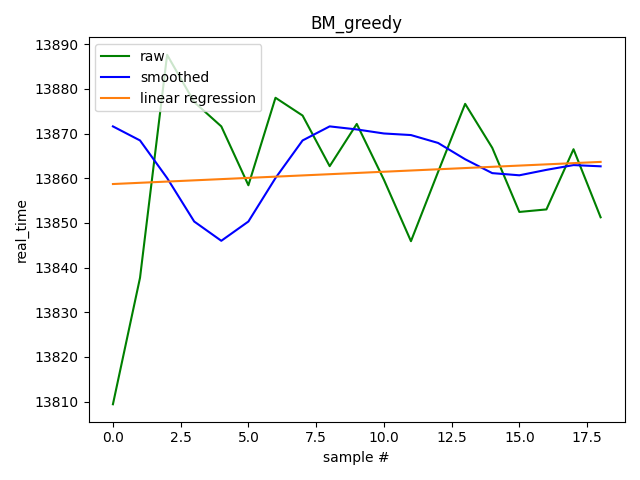 BM_greedy
raw
smoothed
linear regression
13890
13880
13870
13860
13850
13840
13830
13820
13810
real_time
0.0 2.5 5.0 7.5 10.0 12.5 15.0 17.5
sample #